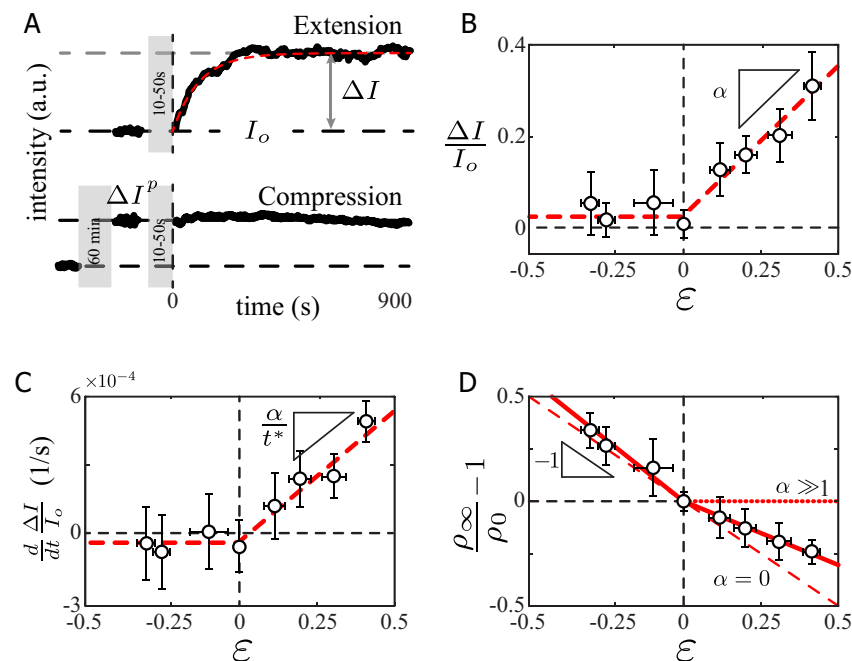 A
Extension
10-50s
ΔI
I_o
intensity (a.u.)
ΔI^p
Compression
60 min
10-50s
0
900
time (s)
B
0.4
0.2
0
ΔI/I_o
α
-0.5
-0.25
0
0.25
0.5
ε
C
×10^-4
6
0
-3
d/dt ΔI/I_o (1/s)
α/t*
-0.5
-0.25
0
0.25
0.5
ε
D
0.5
0
-0.5
ρ_∞/ρ_0 −1
−1
α ≫1
α = 0
-0.5
-0.25
0
0.25
0.5
ε